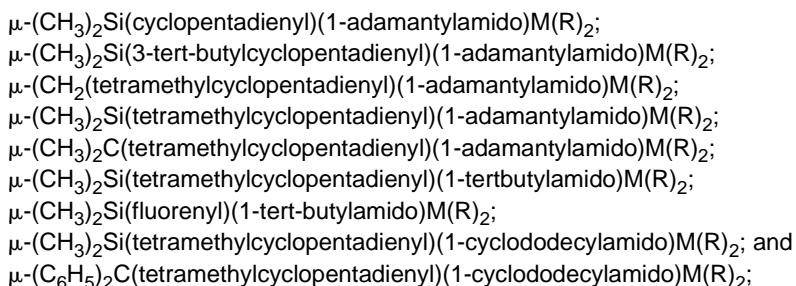 μ-(CH₃)₂Si(cyclopentadienyl)(1-adamantylamido)M(R)₂;
μ-(CH₃)₂Si(3-tert-butylcyclopentadienyl)(1-adamantylamido)M(R)₂;
μ-(CH₂(tetramethylcyclopentadienyl)(1-adamantylamido)M(R)₂;
μ-(CH₃)₂Si(tetramethylcyclopentadienyl)(1-adamantylamido)M(R)₂;
μ-(CH₃)₂C(tetramethylcyclopentadienyl)(1-adamantylamido)M(R)₂;
μ-(CH₃)₂Si(tetramethylcyclopentadienyl)(1-tertbutylamido)M(R)₂;
μ-(CH₃)₂Si(fluorenyl)(1-tert-butylamido)M(R)₂;
μ-(CH₃)₂Si(tetramethylcyclopentadienyl)(1-cyclododecylamido)M(R)₂; and
μ-(C₆H₅)₂C(tetramethylcyclopentadienyl)(1-cyclododecylamido)M(R)₂;